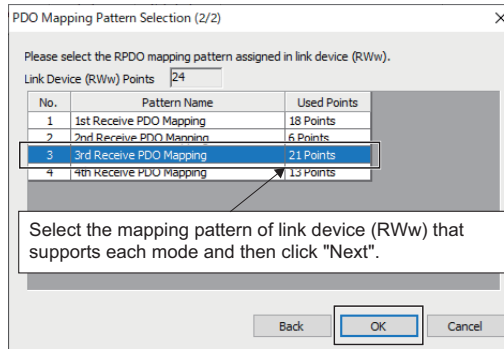 PDO Mapping Pattern Selection (2/2)
Please select the RPDO mapping pattern assigned in link device (RWw).
Link Device (RWw) Points 24
No. Pattern Name Used Points
1 1st Receive PDO Mapping 18 Points
2 2nd Receive PDO Mapping 6 Points
3 3rd Receive PDO Mapping 21 Points
4 4th Receive PDO Mapping 13 Points
Select the mapping pattern of link device (RWw) that
supports each mode and then click "Next".
Back OK Cancel